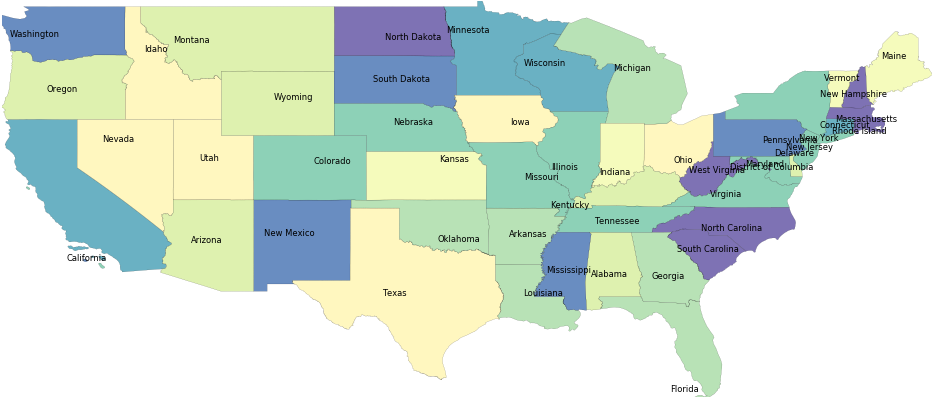 Washington
Montana
Idaho
North Dakota
Minnesota
Wisconsin
Michigan
Maine
Vermont
New Hampshire
Massachusetts
Connecticut
Rhode Island
New York
Oregon
Wyoming
South Dakota
Nebraska
Iowa
Pennsylvania
New Jersey
Delaware
Maryland
District of Columbia
Nevada
Utah
Colorado
Kansas
Missouri
Illinois
Indiana
Ohio
West Virginia
Virginia
Kentucky
Tennessee
North Carolina
South Carolina
California
Arizona
New Mexico
Oklahoma
Arkansas
Mississippi
Alabama
Georgia
Texas
Louisiana
Florida